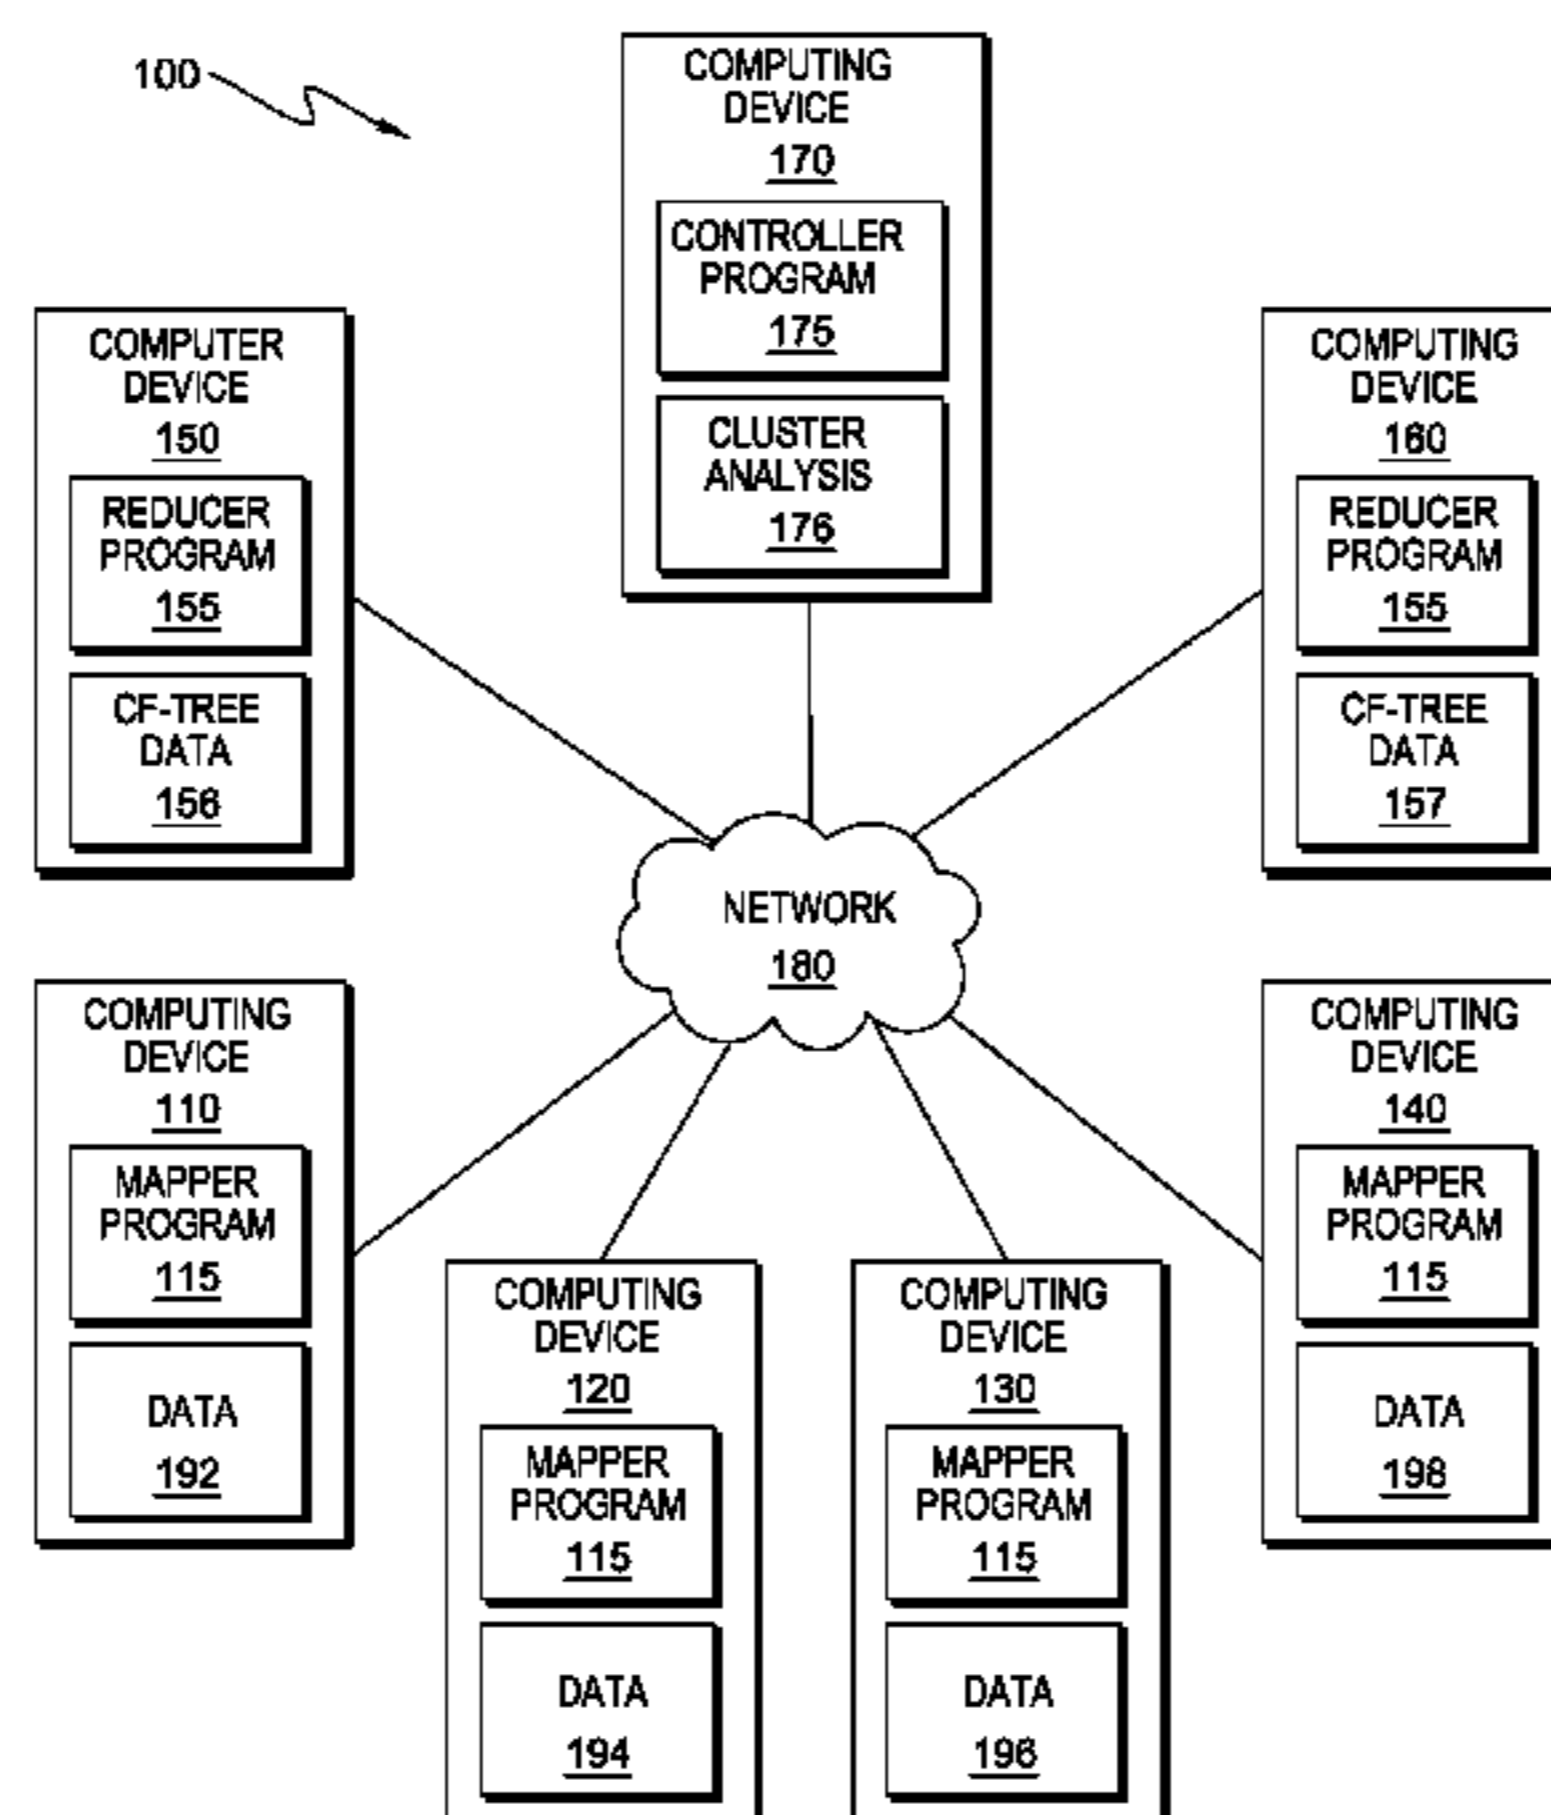 100
COMPUTING
DEVICE
170
CONTROLLER
PROGRAM
175
CLUSTER
ANALYSIS
176
COMPUTER
DEVICE
150
REDUCER
PROGRAM
155
CF-TREE
DATA
156
COMPUTING
DEVICE
160
REDUCER
PROGRAM
155
CF-TREE
DATA
157
NETWORK
180
COMPUTING
DEVICE
110
MAPPER
PROGRAM
115
DATA
192
COMPUTING
DEVICE
120
MAPPER
PROGRAM
115
DATA
194
COMPUTING
DEVICE
130
MAPPER
PROGRAM
115
DATA
196
COMPUTING
DEVICE
140
MAPPER
PROGRAM
115
DATA
198